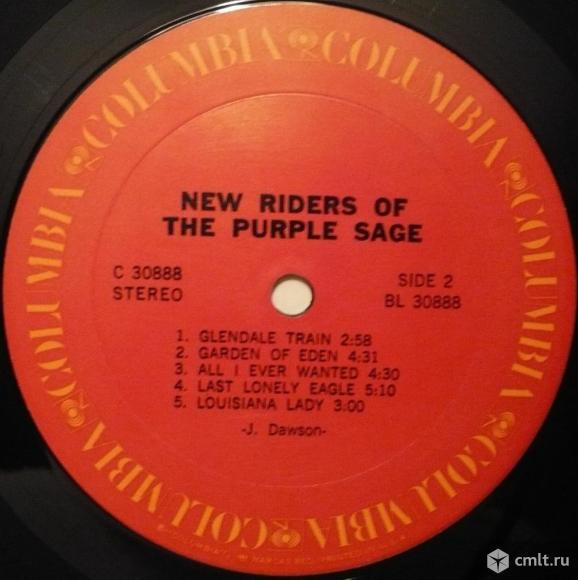 COLUMBIA COLUMBIA COLUMBIA COLUMBIA COLUMBIA COLUMBIA
NEW RIDERS OF
THE PURPLE SAGE
C 30888
STEREO
SIDE 2
BL 30888
1. GLENDALE TRAIN 2:58
2. GARDEN OF EDEN 4:31
3. ALL I EVER WANTED 4:30
4. LAST LONELY EAGLE 5:10
5. LOUISIANA LADY 3:00
-J. Dawson-
cmlt.ru